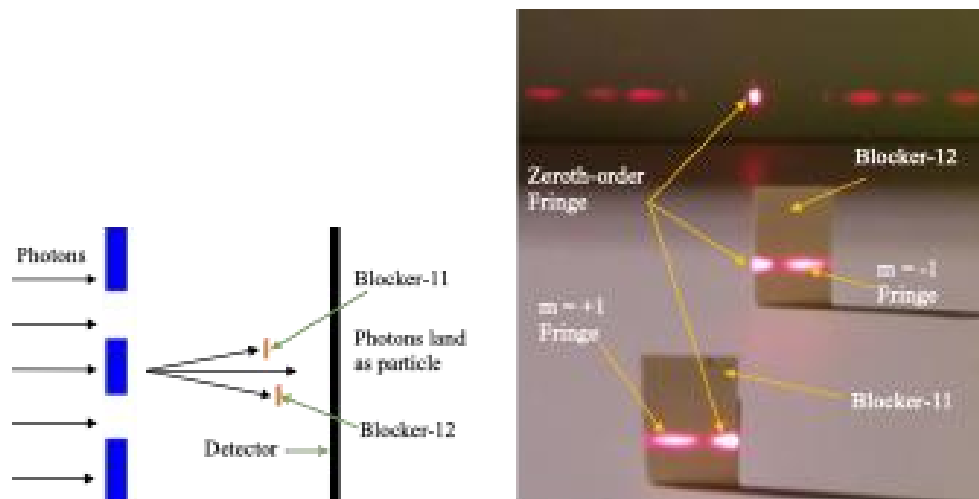 Photons
Blocker-11
Photons land
as particle
Blocker-12
Detector
Blocker-12
Zeroth-order
Fringe
m = -1
Fringe
m = +1
Fringe
Blocker-11